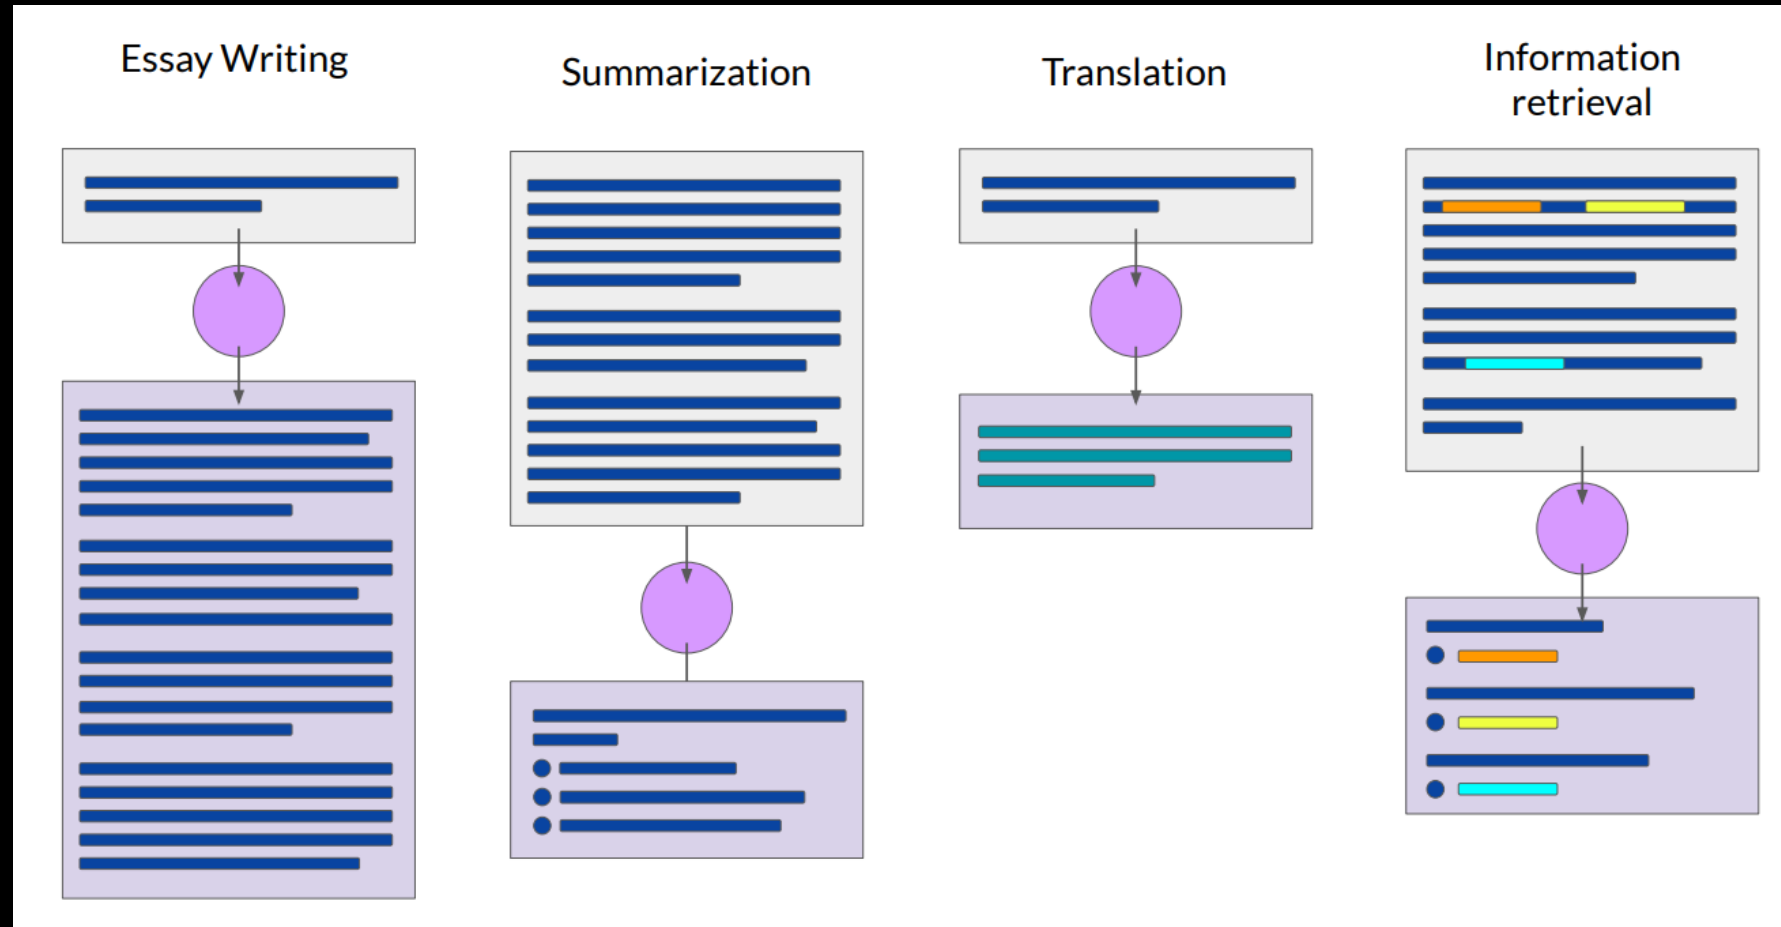 Essay Writing
Summarization
Translation
Information
retrieval